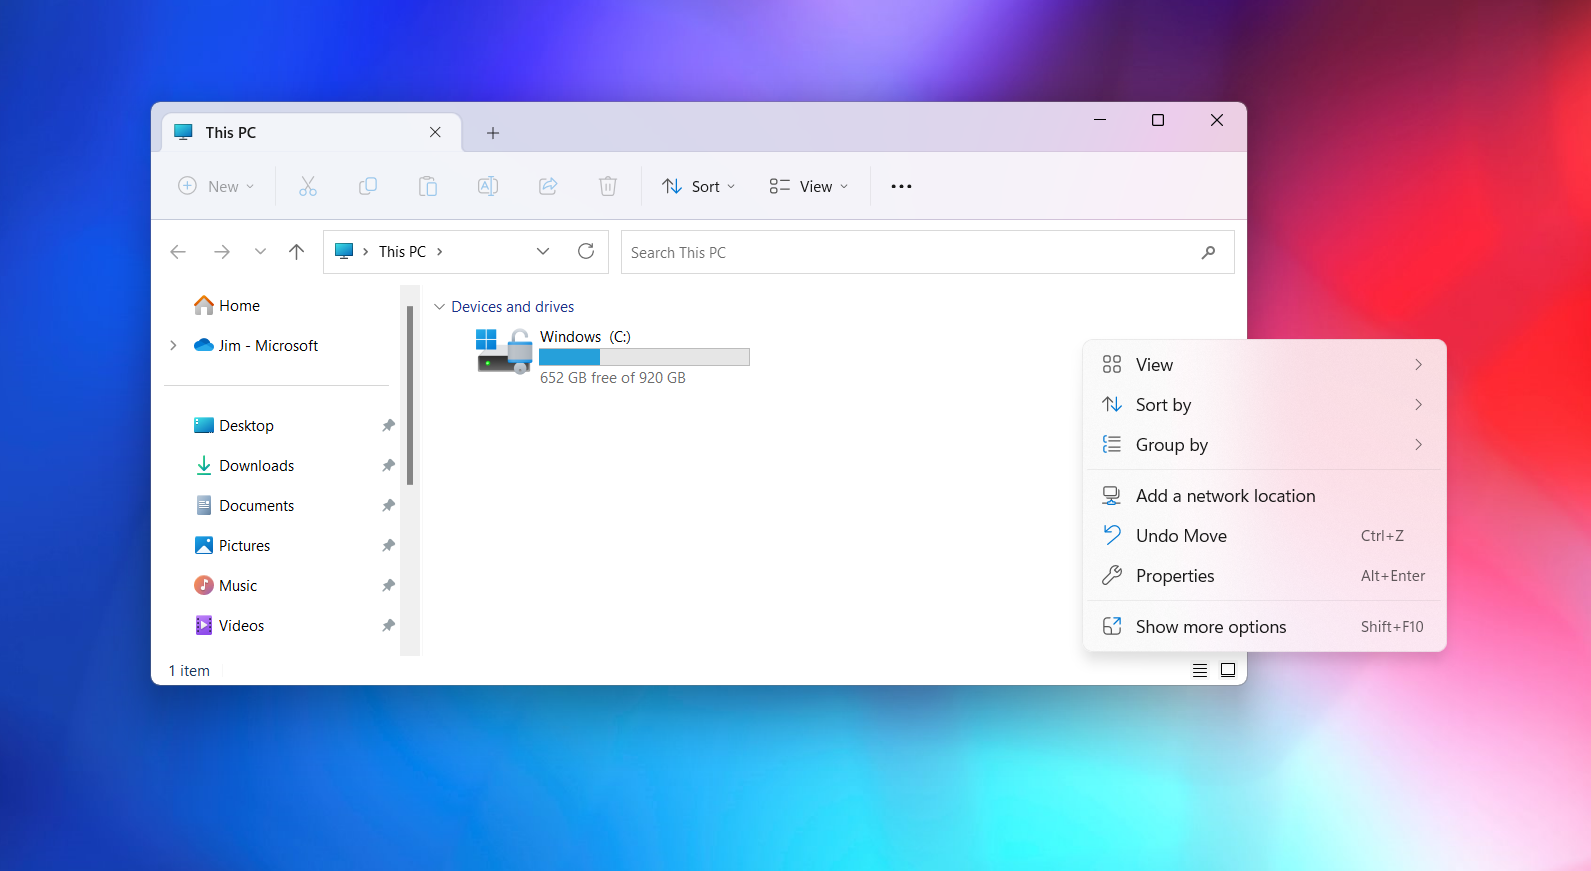 This PC
New
Sort
View
This PC
Search This PC
Home
Jim - Microsoft
Desktop
Downloads
Documents
Pictures
Music
Videos
Devices and drives
Windows (C:)
652 GB free of 920 GB
View
Sort by
Group by
Add a network location
Undo Move Ctrl+Z
Properties Alt+Enter
Show more options Shift+F10
1 item